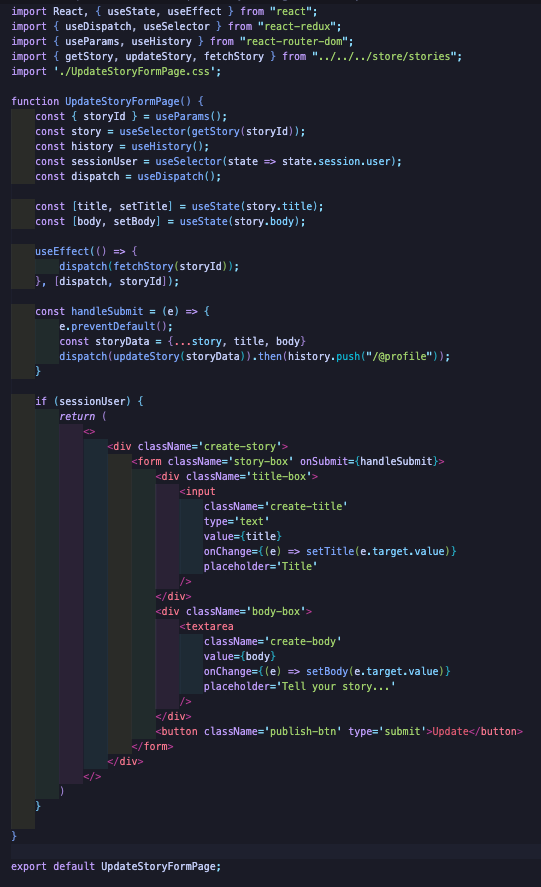 import React, { useState, useEffect } from "react";
import { useDispatch, useSelector } from "react-redux";
import { useParams, useHistory } from "react-router-dom";
import { getStory, updateStory, fetchStory } from "../../../store/stories";
import './UpdateStoryFormPage.css';

function UpdateStoryFormPage() {
    const { storyId } = useParams();
    const story = useSelector(getStory(storyId));
    const history = useHistory();
    const sessionUser = useSelector(state => state.session.user);
    const dispatch = useDispatch();

    const [title, setTitle] = useState(story.title);
    const [body, setBody] = useState(story.body);

    useEffect(() => {
        dispatch(fetchStory(storyId));
    }, [dispatch, storyId]);

    const handleSubmit = (e) => {
        e.preventDefault();
        const storyData = {...story, title, body}
        dispatch(updateStory(storyData)).then(history.push("/@profile"));
    }

    if (sessionUser) {
        return (
            <>
                <div className='create-story'>
                    <form className='story-box' onSubmit={handleSubmit}>
                        <div className='title-box'>
                            <input
                                className='create-title'
                                type='text'
                                value={title}
                                onChange={(e) => setTitle(e.target.value)}
                                placeholder='Title'
                            />
                        </div>
                        <div className='body-box'>
                            <textarea
                                className='create-body'
                                value={body}
                                onChange={(e) => setBody(e.target.value)}
                                placeholder='Tell your story...'
                            />
                        </div>
                        <button className='publish-btn' type='submit'>Update</button>
                    </form>
                </div>
            </>
        )
    }

}

export default UpdateStoryFormPage;